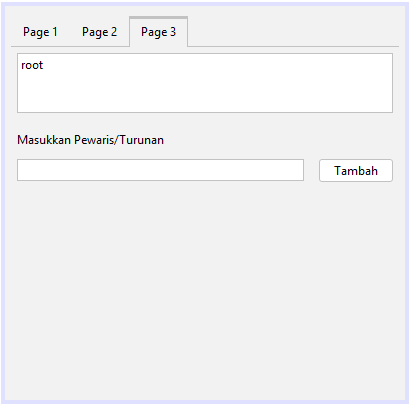 Page 1 Page 2 Page 3
root
Masukkan Pewaris/Turunan
Tambah